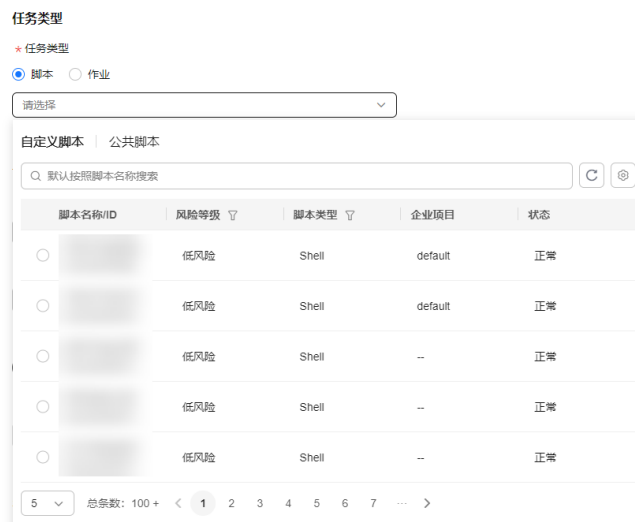 任务类型
* 任务类型
脚本 作业
请选择
自定义脚本 公共脚本
默认按照脚本名称搜索
脚本名称/ID 风险等级 脚本类型 企业项目 状态
低风险 Shell default 正常
低风险 Shell default 正常
低风险 Shell -- 正常
低风险 Shell -- 正常
低风险 Shell -- 正常
5 总条数: 100 + < 1 2 3 4 5 6 7 ... >